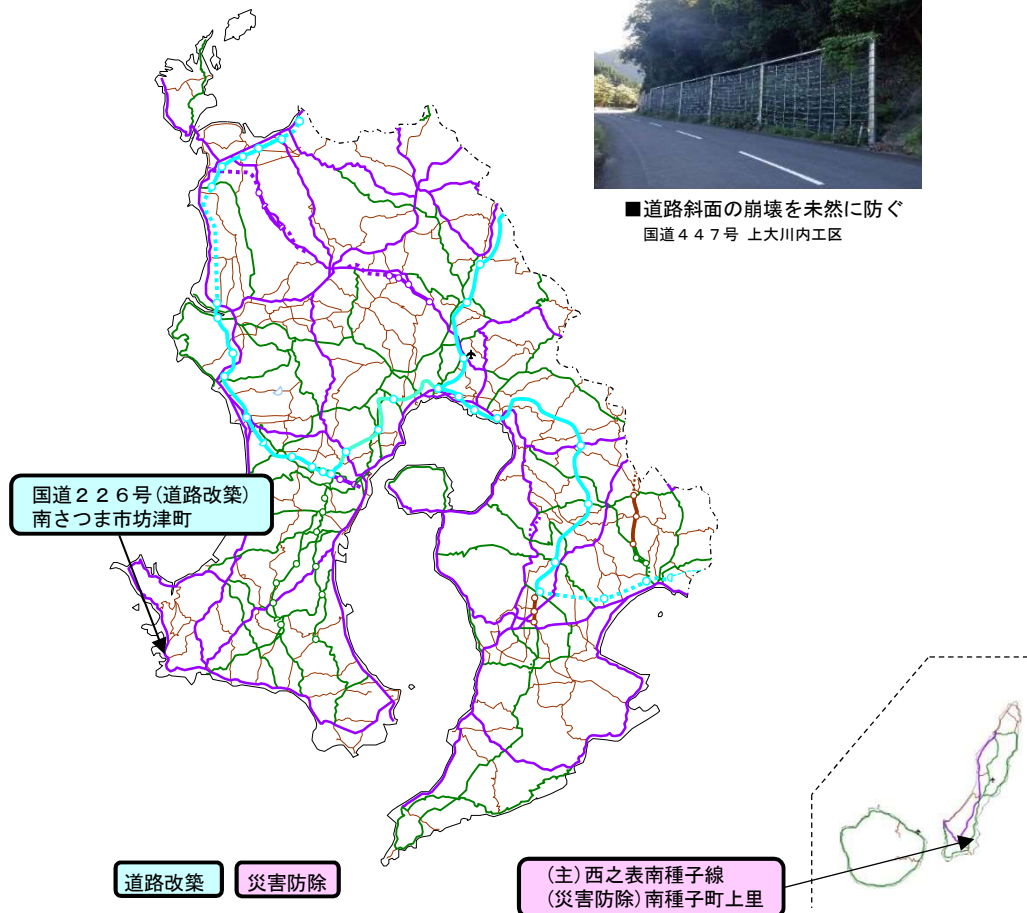 ■道路斜面の崩壊を未然に防ぐ
国道４４７号 上大川内工区
国道２２６号(道路改築)
南さつま市坊津町
道路改築
災害防除
(主)西之表南種子線
(災害防除)南種子町上里